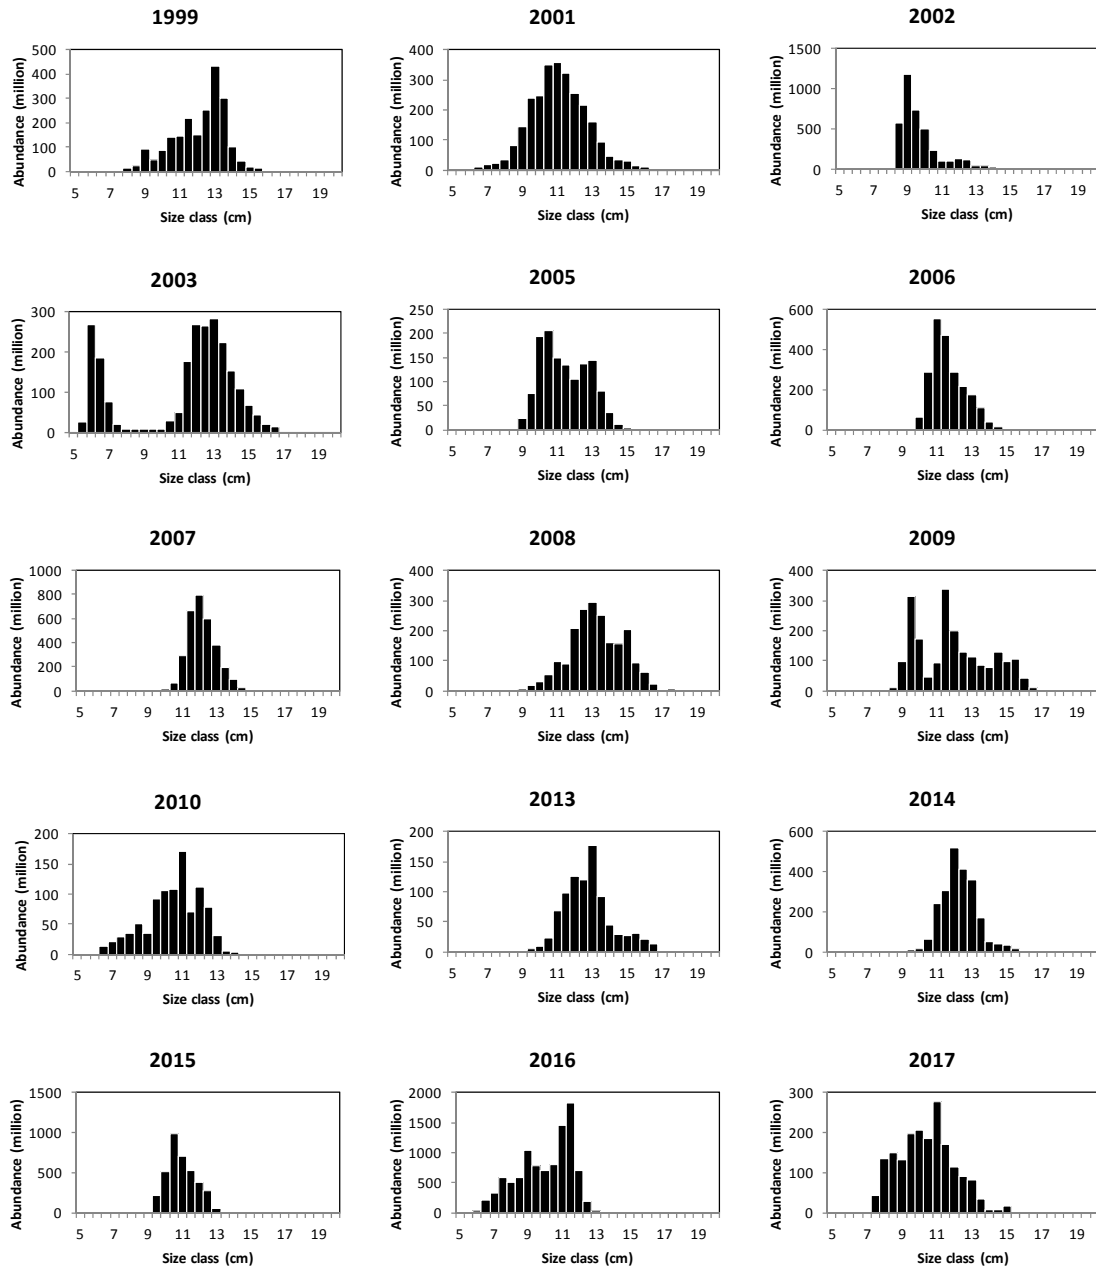 1999
2001
2002
Abundance (million)
500
400
300
200
100
0
5 7 9 11 13 15 17 19
Size class (cm)
Abundance (million)
400
300
200
100
0
5 7 9 11 13 15 17 19
Size class (cm)
Abundance (million)
1500
1000
500
0
5 7 9 11 13 15 17 19
Size class (cm)
2003
2005
2006
Abundance (million)
300
200
100
0
5 7 9 11 13 15 17 19
Size class (cm)
Abundance (million)
250
200
150
100
50
0
5 7 9 11 13 15 17 19
Size class (cm)
Abundance (million)
600
400
200
0
5 7 9 11 13 15 17 19
Size class (cm)
2007
2008
2009
Abundance (million)
1000
800
600
400
200
0
5 7 9 11 13 15 17 19
Size class (cm)
Abundance (million)
400
300
200
100
0
5 7 9 11 13 15 17 19
Size class (cm)
Abundance (million)
400
300
200
100
0
5 7 9 11 13 15 17 19
Size class (cm)
2010
2013
2014
Abundance (million)
200
150
100
50
0
5 7 9 11 13 15 17 19
Size class (cm)
Abundance (million)
200
150
100
50
0
5 7 9 11 13 15 17 19
Size class (cm)
Abundance (million)
600
400
200
0
5 7 9 11 13 15 17 19
Size class (cm)
2015
2016
2017
Abundance (million)
1500
1000
500
0
5 7 9 11 13 15 17 19
Size class (cm)
Abundance (million)
2000
1500
1000
500
0
5 7 9 11 13 15 17 19
Size class (cm)
Abundance (million)
300
200
100
0
5 7 9 11 13 15 17 19
Size class (cm)